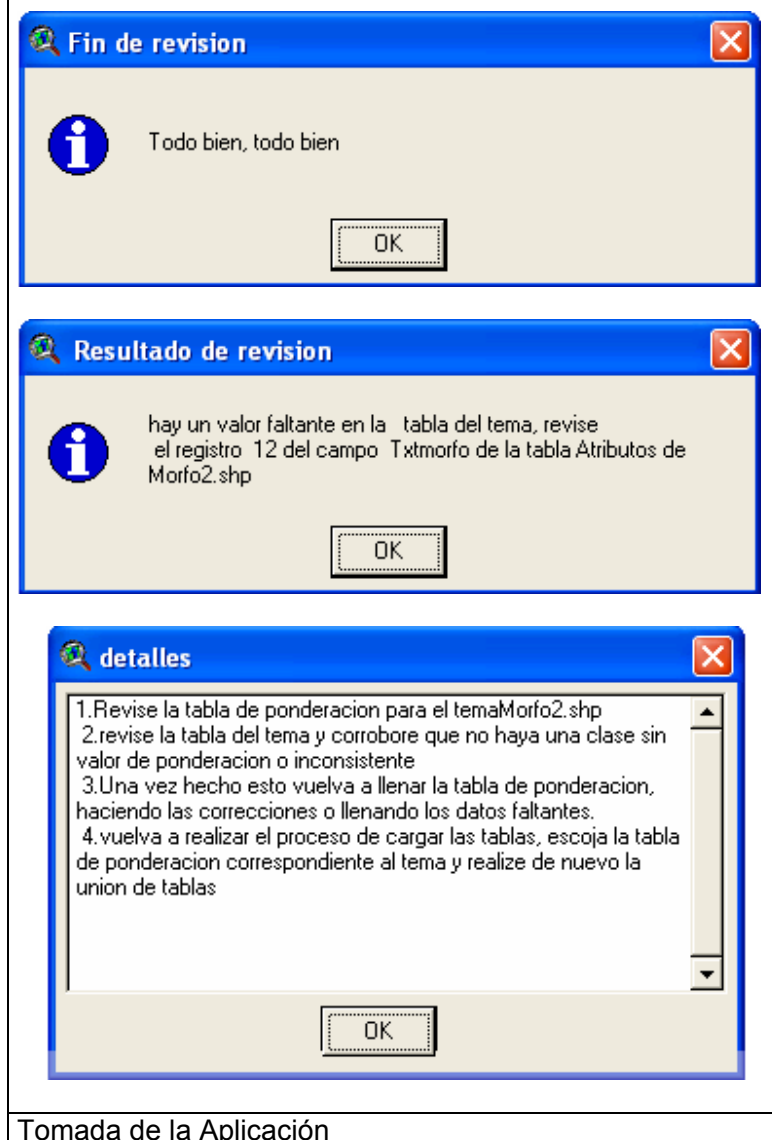 Fin de revision
Todo bien, todo bien
OK
Resultado de revision
hay un valor faltante en la tabla del tema, revise
el registro 12 del campo Txtmorfo de la tabla Atributos de
Morfo2.shp
OK
detalles
1.Revise la tabla de ponderacion para el temaMorfo2.shp
2.revise la tabla del tema y corrobore que no haya una clase sin
valor de ponderacion o inconsistente
3.Una vez hecho esto vuelva a llenar la tabla de ponderacion,
haciendo las correcciones o llenando los datos faltantes.
4.vuelva a realizar el proceso de cargar las tablas, escoja la tabla
de ponderacion correspondiente al tema y realize de nuevo la
union de tablas
OK
Tomada de la Aplicación